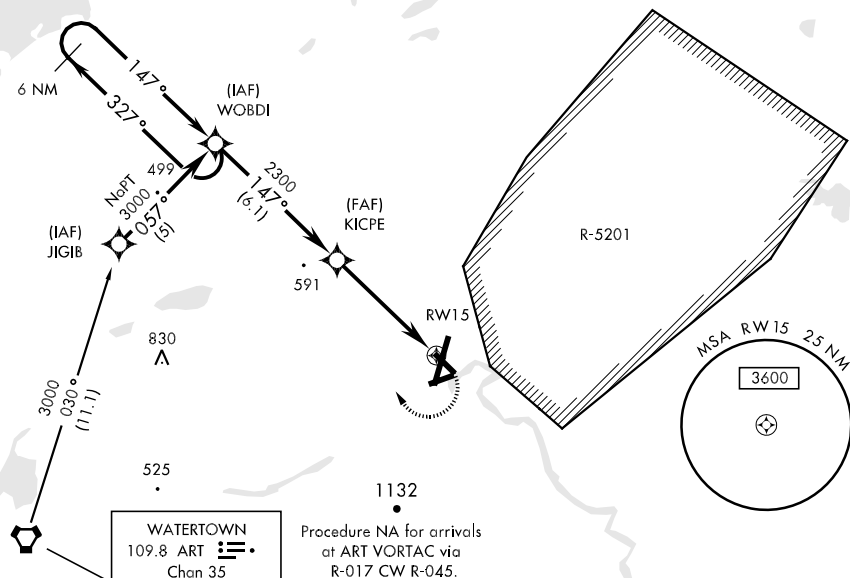 6 NM
147°
327°
(IAF)
WOBDI
499
NoPT
3000
057°
(5)
2300
147°
(6.1)
(FAF)
KICPE
(IAF)
JIGIB
591
R-5201
RW15
MSA RW15 25 NM
3600
830
3000
030°
(11.1)
525
1132
WATERTOWN
109.8 ART
Chan 35
Procedure NA for arrivals
at ART VORTAC via
R-017 CW R-045.